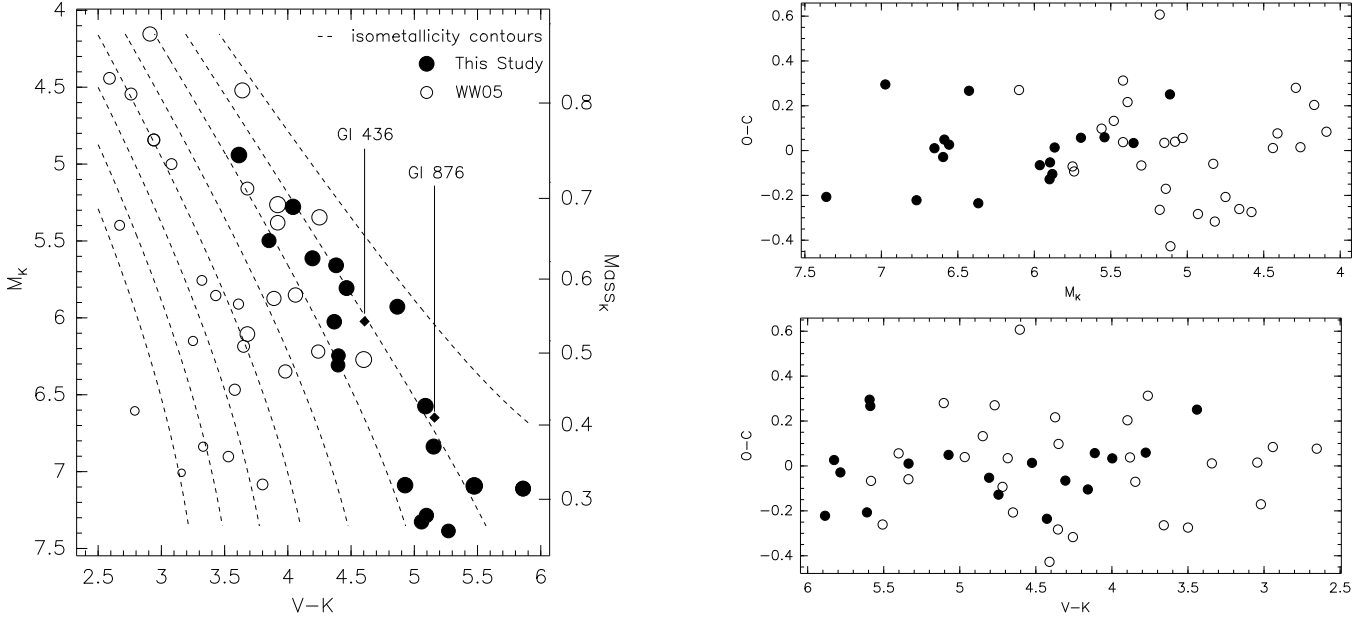 4
4.5
5
5.5
6
6.5
7
7.5
M_K
2.5 3 3.5 4 4.5 5 5.5 6
V−K
-- isometallicity contours
This Study
WW05
Gl 436
Gl 876
0.8
0.7
0.6
0.5
0.4
0.3
Mass_K
0.6
0.4
0.2
0
−0.2
−0.4
O−C
7.5 7 6.5 6 5.5 5 4.5 4
M_K
0.6
0.4
0.2
0
−0.2
−0.4
O−C
6 5.5 5 4.5 4 3.5 3 2.5
V−K